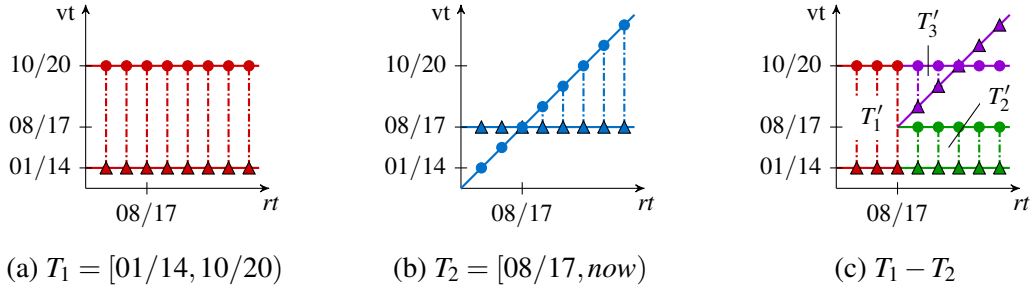 vt
10/20
08/17
01/14
08/17
rt
(a) T₁ = [01/14, 10/20)
vt
10/20
08/17
01/14
08/17
rt
(b) T₂ = [08/17, now)
vt
10/20
08/17
01/14
T₃′
T₂′
T₁′
08/17
rt
(c) T₁ − T₂